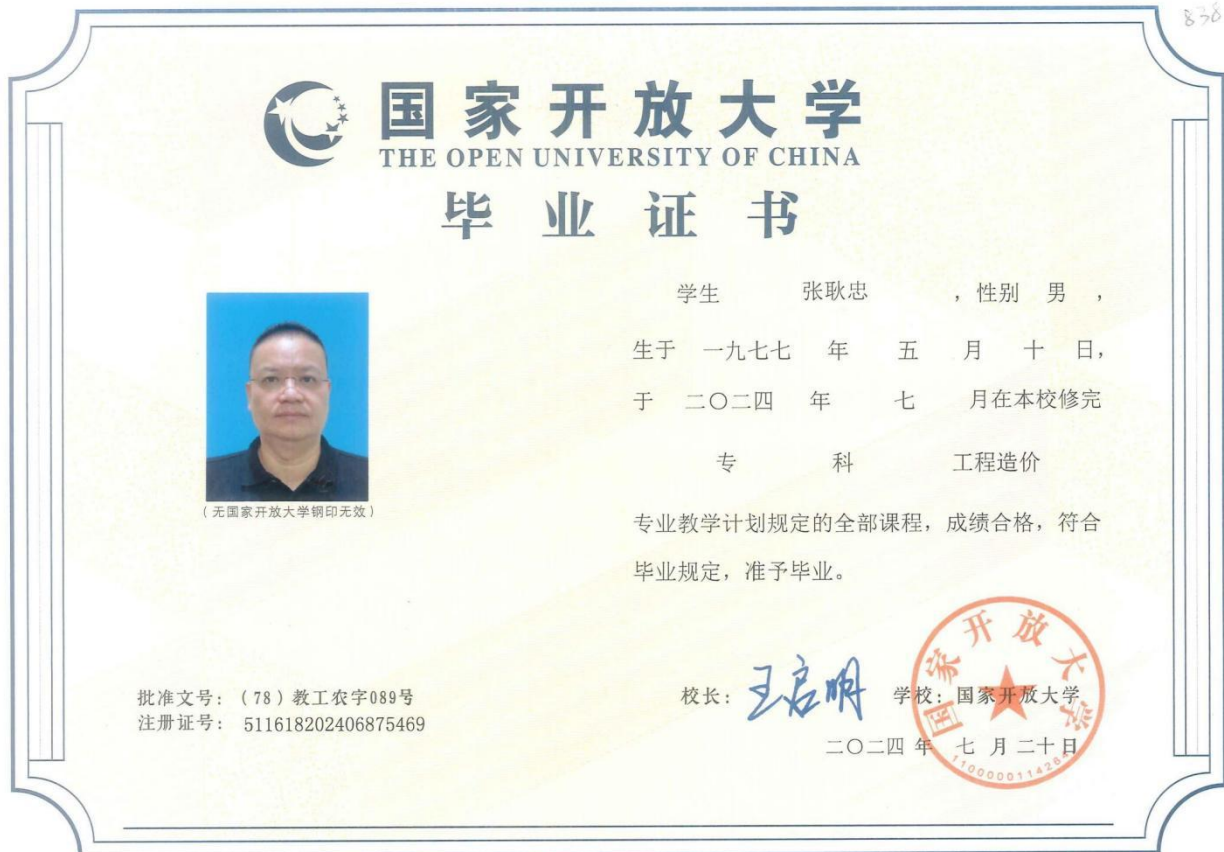 838
国家开放大学
THE OPEN UNIVERSITY OF CHINA
毕业证书
学生 张耿忠 ，性别 男 ，
生于 一九七七 年 五 月 十 日，
于 二〇二四 年 七 月在本校修完
专 科 工程造价
专业教学计划规定的全部课程，成绩合格，符合
毕业规定，准予毕业。
（无国家开放大学钢印无效）
批准文号：（78）教工农字089号
注册证号： 511618202406875469
校长：王启明 学校：国家开放大学
二〇二四 年 七 月 二十日
国家开放大学